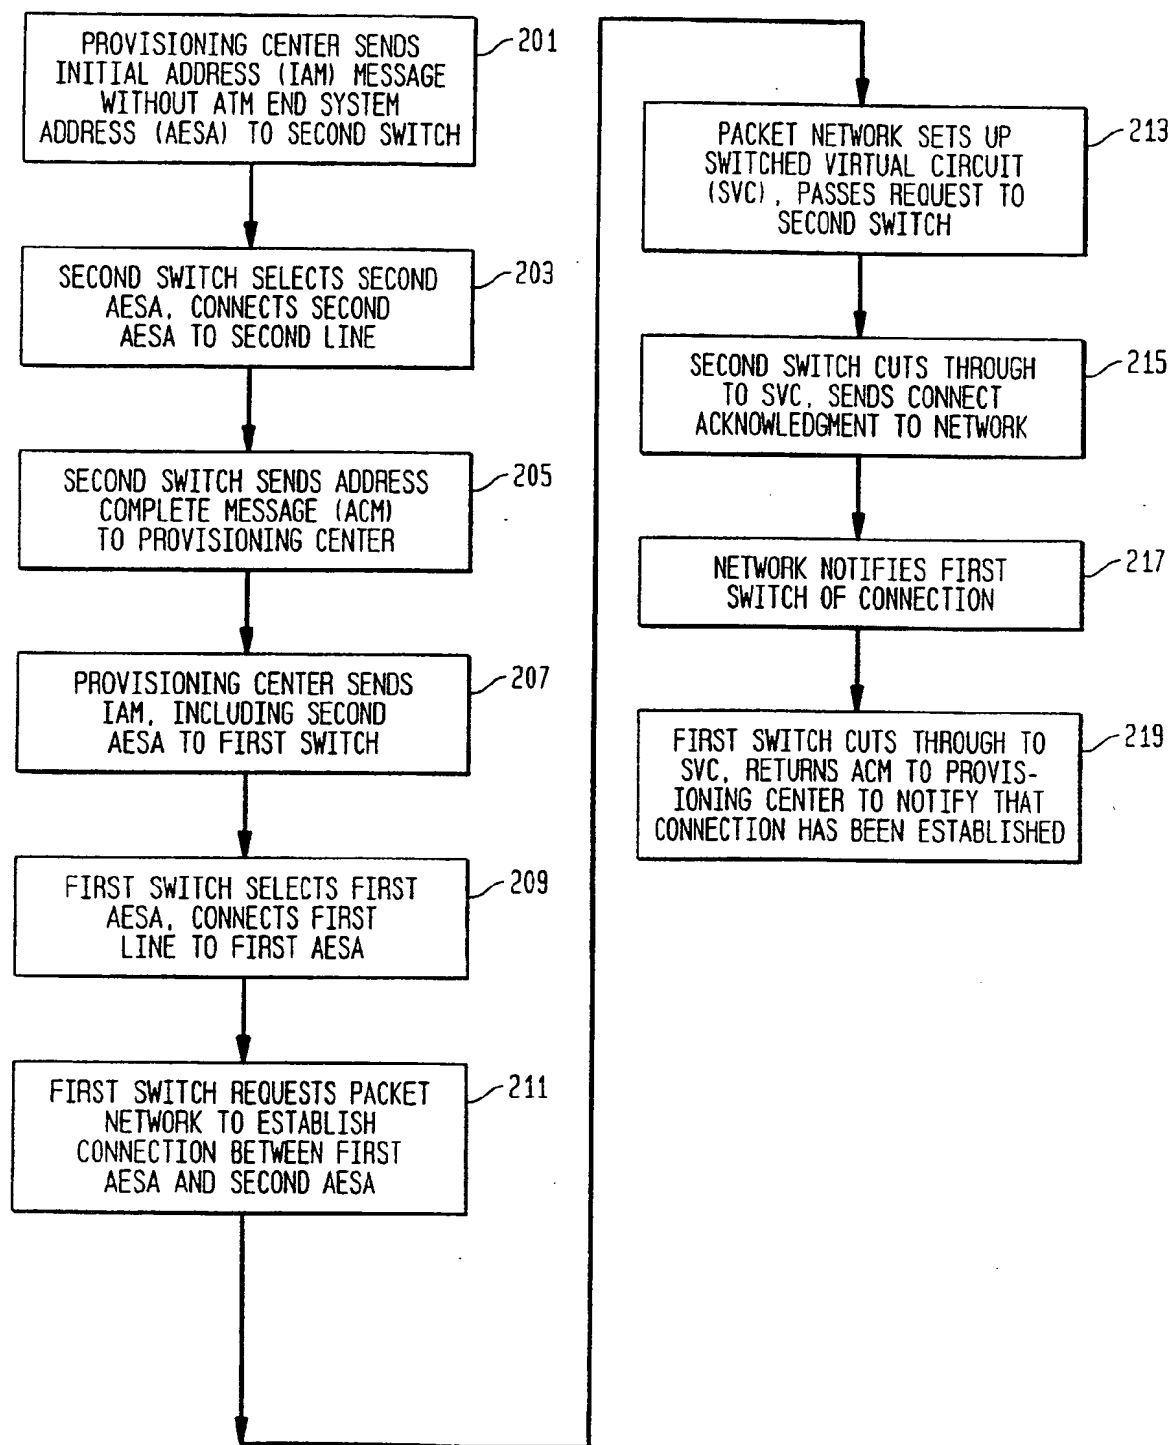 PROVISIONING CENTER SENDS
INITIAL ADDRESS (IAM) MESSAGE
WITHOUT ATM END SYSTEM
ADDRESS (AESA) TO SECOND SWITCH
201
SECOND SWITCH SELECTS SECOND
AESA, CONNECTS SECOND
AESA TO SECOND LINE
203
SECOND SWITCH SENDS ADDRESS
COMPLETE MESSAGE (ACM)
TO PROVISIONING CENTER
205
PROVISIONING CENTER SENDS
IAM, INCLUDING SECOND
AESA TO FIRST SWITCH
207
FIRST SWITCH SELECTS FIRST
AESA, CONNECTS FIRST
LINE TO FIRST AESA
209
FIRST SWITCH REQUESTS PACKET
NETWORK TO ESTABLISH
CONNECTION BETWEEN FIRST
AESA AND SECOND AESA
211
PACKET NETWORK SETS UP
SWITCHED VIRTUAL CIRCUIT
(SVC), PASSES REQUEST TO
SECOND SWITCH
213
SECOND SWITCH CUTS THROUGH
TO SVC, SENDS CONNECT
ACKNOWLEDGMENT TO NETWORK
215
NETWORK NOTIFIES FIRST
SWITCH OF CONNECTION
217
FIRST SWITCH CUTS THROUGH TO
SVC, RETURNS ACM TO PROVIS-
IONING CENTER TO NOTIFY THAT
CONNECTION HAS BEEN ESTABLISHED
219